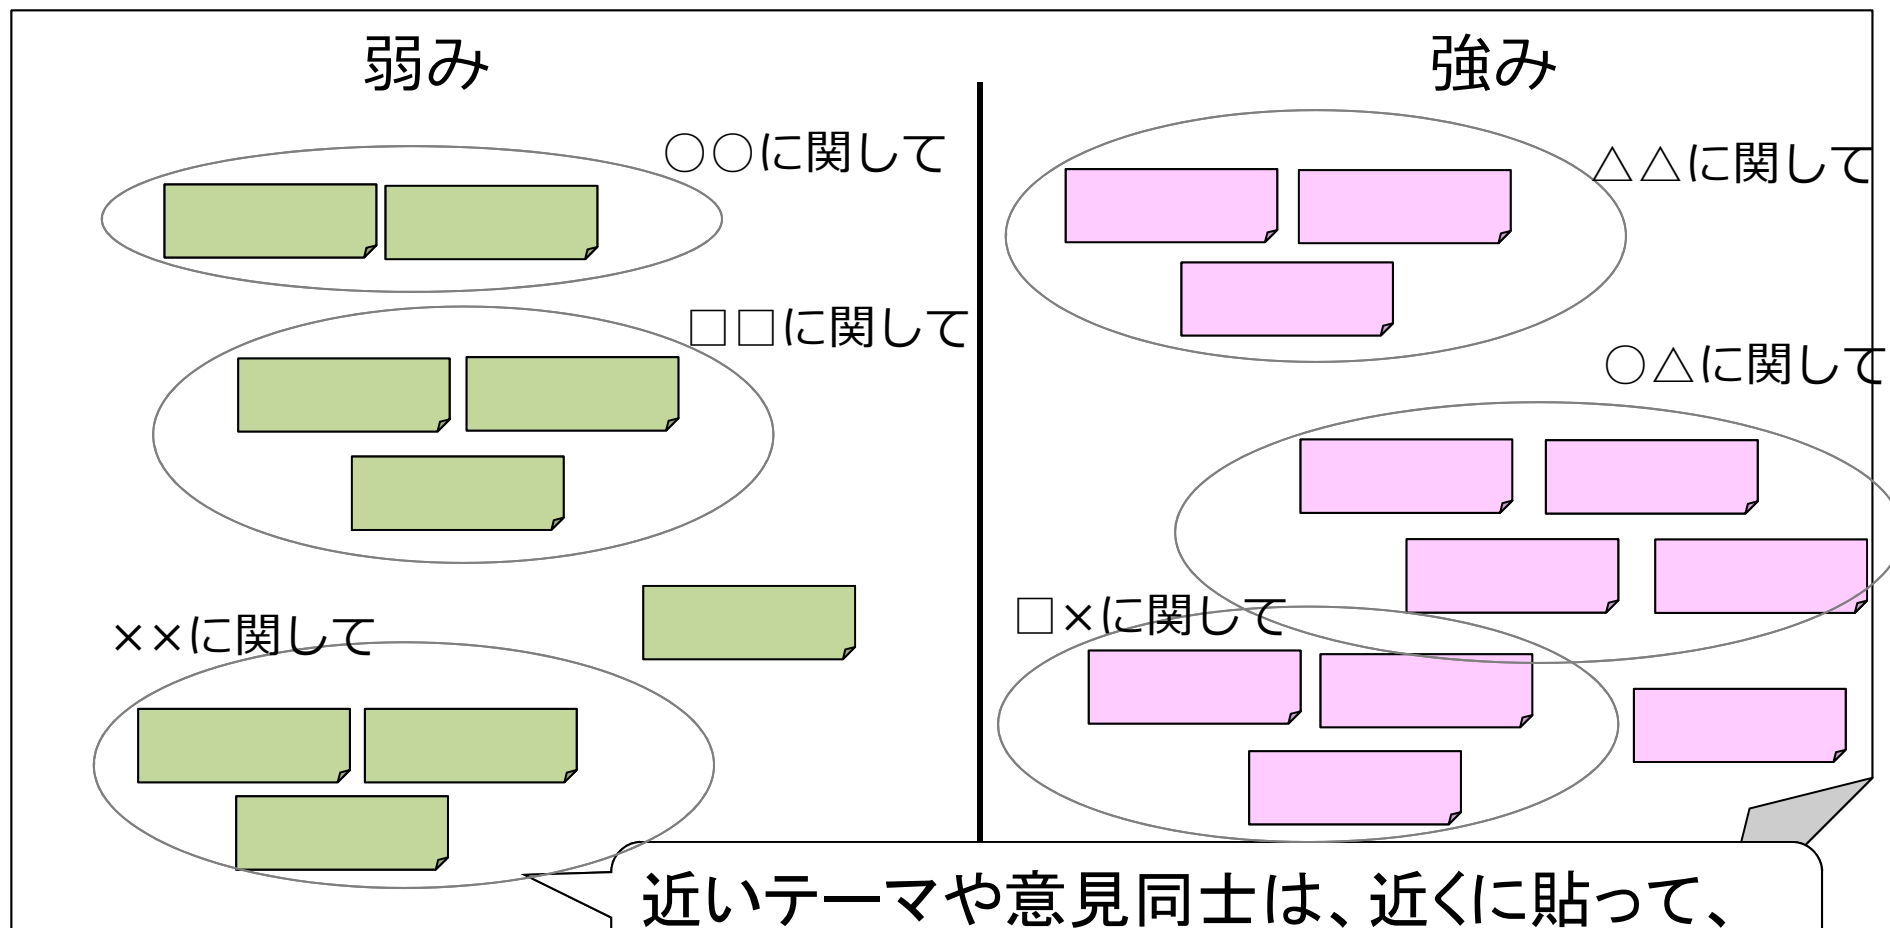 弱み
○○に関して
□□に関して
××に関して
強み
△△に関して
○△に関して
□×に関して
近いテーマや意見同士は、近くに貼って、